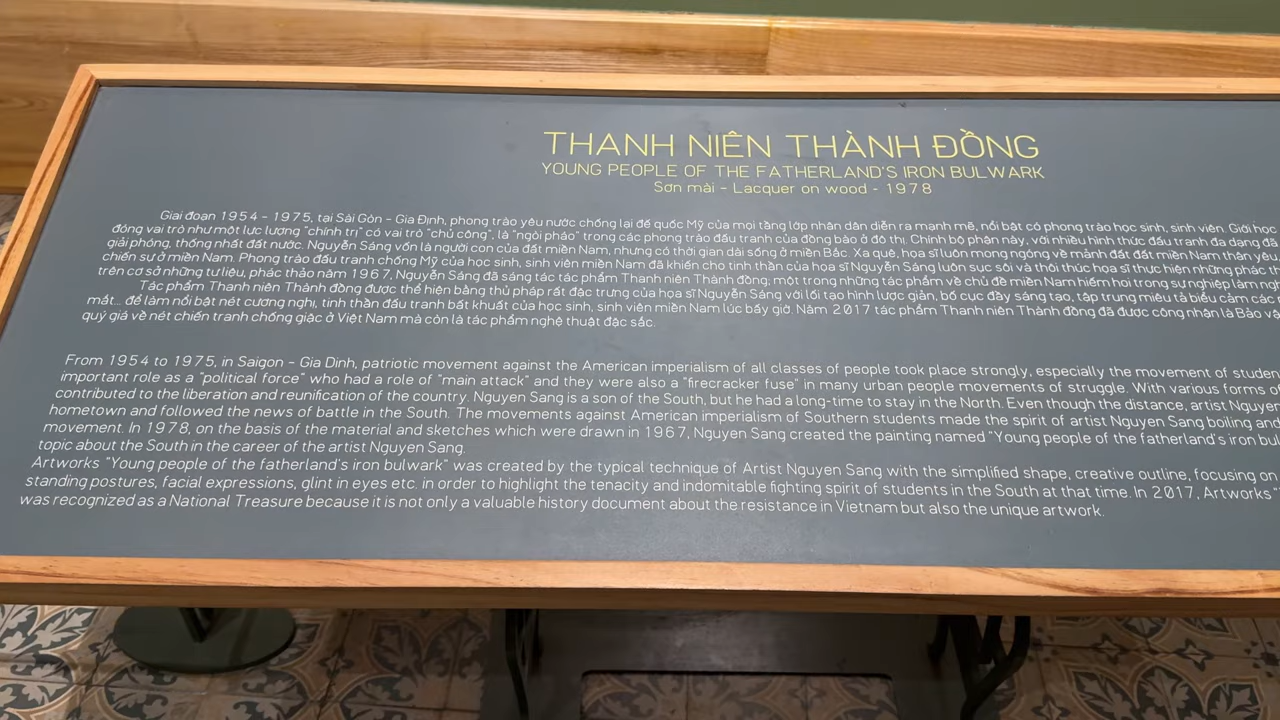 THANH NIÊN THÀNH ĐỒNG
YOUNG PEOPLE OF THE FATHERLAND'S IRON BULWARK
Sơn mài - Lacquer on wood - 1978
Giai đoạn 1954 - 1975, tại Sài Gòn - Gia Định, phong trào yêu nước chống lại đế quốc Mỹ của mọi tầng lớp nhân dân diễn ra mạnh mẽ, nổi bật có phong trào học sinh, sinh viên. Giới học
đóng vai trò như một lực lượng "chính trị" có vai trò "chủ công", là "ngòi pháo" trong các phong trào đấu tranh của đồng bào ở đô thị. Chính bộ phận này, với nhiều hình thức đấu tranh đa dạng đã
giải phóng, thống nhất đất nước. Nguyễn Sáng vốn là người con của đất miền Nam, nhưng có thời gian dài sống ở miền Bắc. Xa quê, họa sĩ luôn mong ngóng về mảnh đất đất miền Nam thân yêu,
chiến sự ở miền Nam. Phong trào đấu tranh chống Mỹ của học sinh, sinh viên miền Nam đã khiến cho tinh thần của họa sĩ Nguyễn Sáng luôn sục sôi và thôi thúc họa sĩ thực hiện những phác th
trên cơ sở những tư liệu, phác thảo năm 1967, Nguyễn Sáng đã sáng tác tác phẩm Thanh niên Thành đồng; một trong những tác phẩm về chủ đề miền Nam hiếm hoi trong sự nghiệp làm ngh
Tác phẩm Thanh niên Thành đồng được thể hiện bằng thủ pháp rất đặc trưng của họa sĩ Nguyễn Sáng với lối tạo hình lược giản, bố cục đầy sáng tạo, tập trung miêu tả biểu cảm các
mắt... để làm nổi bật nét cương nghị, tinh thần đấu tranh bất khuất của học sinh, sinh viên miền Nam lúc bấy giờ. Năm 2017 tác phẩm Thanh niên Thành đồng đã được công nhận là Bảo vậ
quý giá về nét chiến tranh chống giặc ở Việt Nam mà còn là tác phẩm nghệ thuật đặc sắc.
From 1954 to 1975, in Saigon - Gia Dinh, patriotic movement against the American imperialism of all classes of people took place strongly, especially the movement of studen
important role as a "political force" who had a role of "main attack" and they were also a "firecracker fuse" in many urban people movements of struggle. With various forms of
contributed to the liberation and reunification of the country. Nguyen Sang is a son of the South, but he had a long-time to stay in the North. Even though the distance, artist Nguyen
hometown and followed the news of battle in the South. The movements against American imperialism of Southern students made the spirit of artist Nguyen Sang boiling and
movement. In 1978, on the basis of the material and sketches which were drawn in 1967, Nguyen Sang created the painting named "Young people of the fatherland's iron bul
topic about the South in the career of the artist Nguyen Sang.
Artworks "Young people of the fatherland's iron bulwark" was created by the typical technique of Artist Nguyen Sang with the simplified shape, creative outline, focusing on
standing postures, facial expressions, glint in eyes etc. in order to highlight the tenacity and indomitable fighting spirit of students in the South at that time. In 2017, Artworks "
was recognized as a National Treasure because it is not only a valuable history document about the resistance in Vietnam but also the unique artwork.